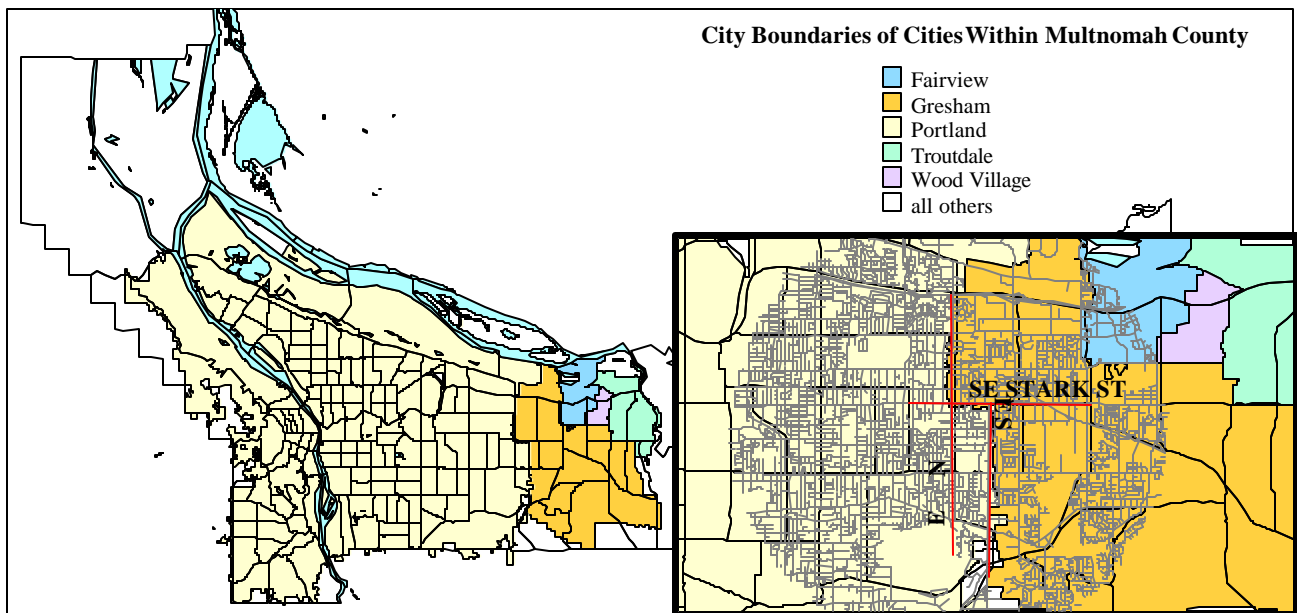 City Boundaries of Cities Within Multnomah County
Fairview
Gresham
Portland
Troutdale
Wood Village
all others
SE STARK ST